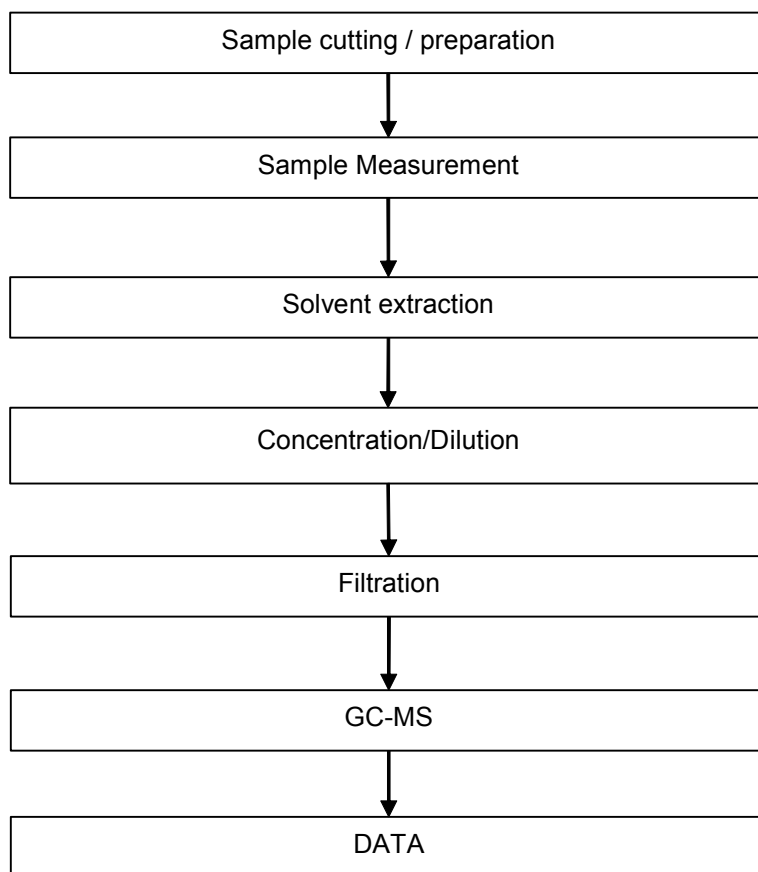 Sample cutting / preparation
Sample Measurement
Solvent extraction
Concentration/Dilution
Filtration
GC-MS
DATA